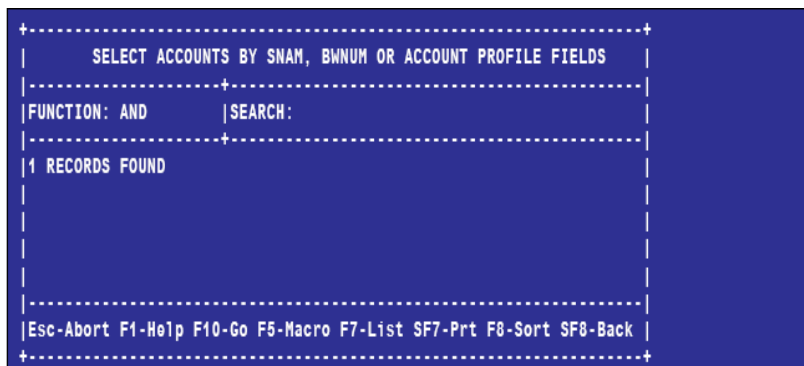 SELECT ACCOUNTS BY SNAM, BWNUM OR ACCOUNT PROFILE FIELDS
FUNCTION: AND |SEARCH:
1 RECORDS FOUND
Esc-Abort F1-Help F10-Go F5-Macro F7-List SF7-Prt F8-Sort SF8-Back